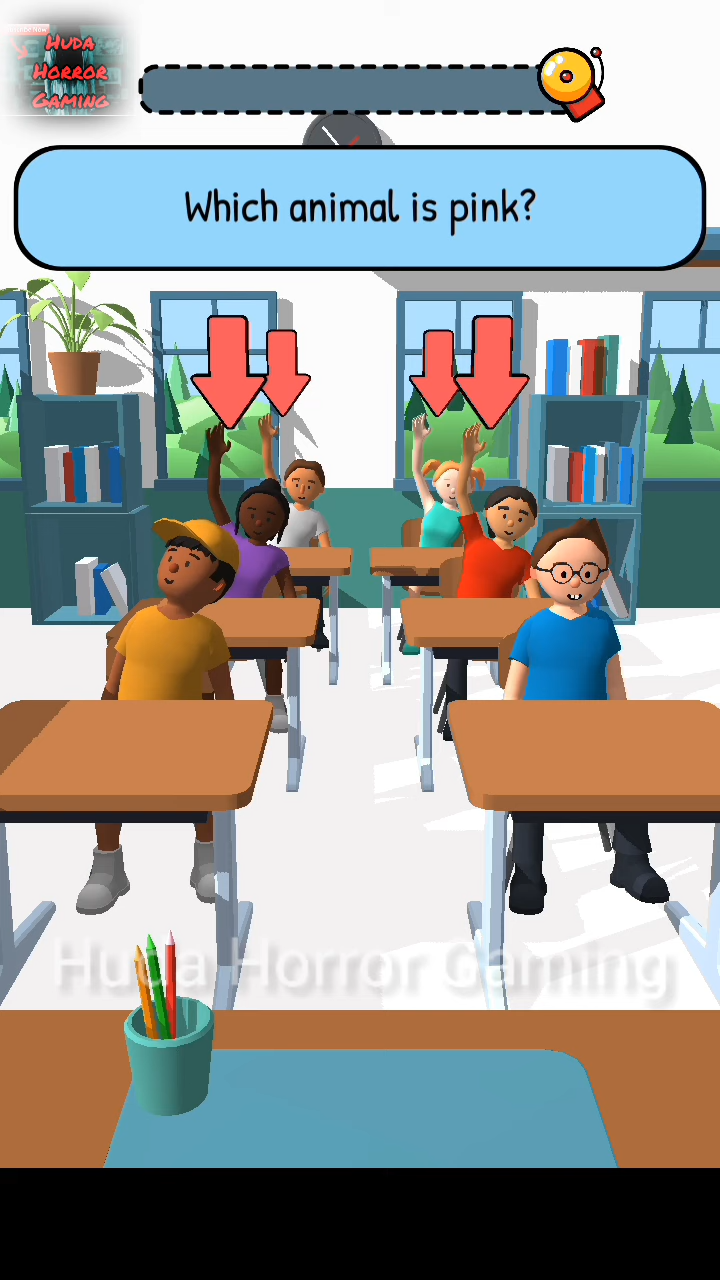 Huda
Horror
Gaming
Which animal is pink?
Huda Horror Gaming